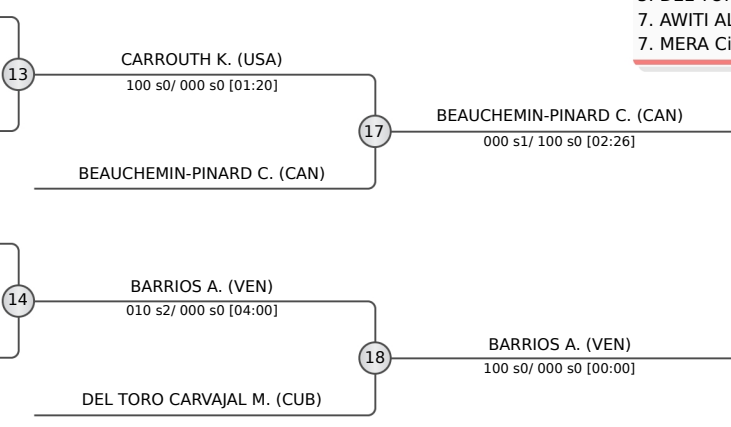 7. AWITI AL
7. MERA Ci
13
CARROUTH K. (USA)
100 s0/ 000 s0 [01:20]
17
BEAUCHEMIN-PINARD C. (CAN)
000 s1/ 100 s0 [02:26]
BEAUCHEMIN-PINARD C. (CAN)
14
BARRIOS A. (VEN)
010 s2/ 000 s0 [04:00]
18
BARRIOS A. (VEN)
100 s0/ 000 s0 [00:00]
DEL TORO CARVAJAL M. (CUB)